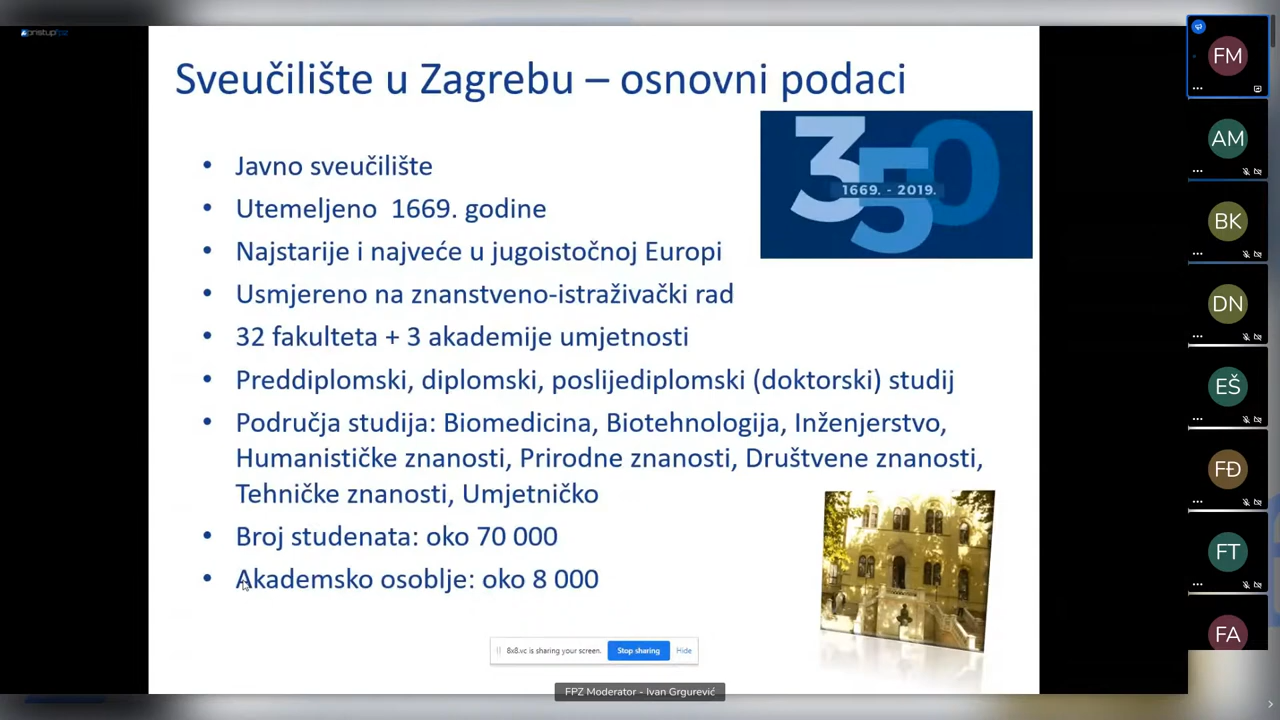 pristupfpz
Sveučilište u Zagrebu – osnovni podaci
350
1669. - 2019.
• Javno sveučilište
• Utemeljeno 1669. godine
• Najstarije i najveće u jugoistočnoj Europi
• Usmjereno na znanstveno-istraživački rad
• 32 fakulteta + 3 akademije umjetnosti
• Preddiplomski, diplomski, poslijediplomski (doktorski) studij
• Područja studija: Biomedicina, Biotehnologija, Inženjerstvo,
Humanističke znanosti, Prirodne znanosti, Društvene znanosti,
Tehničke znanosti, Umjetničko
• Broj studenata: oko 70 000
• Akademsko osoblje: oko 8 000
8x8.vc is sharing your screen.
Stop sharing
Hide
FPZ Moderator - Ivan Grgurević
FM
AM
BK
DN
EŠ
FĐ
FT
FA